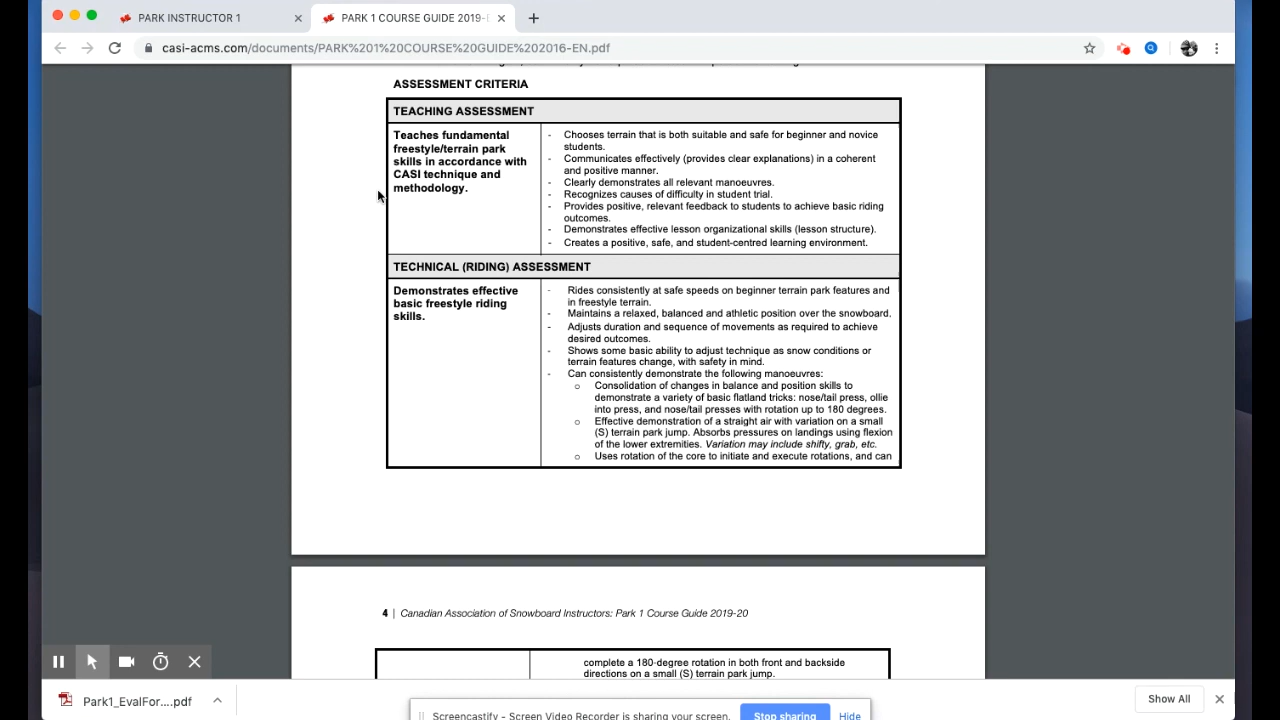 PARK INSTRUCTOR 1
PARK 1 COURSE GUIDE 2019-
casi-acms.com/documents/PARK%201%20COURSE%20GUIDE%202016-EN.pdf
ASSESSMENT CRITERIA
TEACHING ASSESSMENT
Teaches fundamental
freestyle/terrain park
skills in accordance with
CASI technique and
methodology.
- Chooses terrain that is both suitable and safe for beginner and novice
students.
- Communicates effectively (provides clear explanations) in a coherent
and positive manner.
- Clearly demonstrates all relevant manoeuvres.
- Recognizes causes of difficulty in student trial.
- Provides positive, relevant feedback to students to achieve basic riding
outcomes.
- Demonstrates effective lesson organizational skills (lesson structure).
- Creates a positive, safe, and student-centred learning environment.
TECHNICAL (RIDING) ASSESSMENT
Demonstrates effective
basic freestyle riding
skills.
- Rides consistently at safe speeds on beginner terrain park features and
in freestyle terrain.
- Maintains a relaxed, balanced and athletic position over the snowboard.
- Adjusts duration and sequence of movements as required to achieve
desired outcomes.
- Shows some basic ability to adjust technique as snow conditions or
terrain features change, with safety in mind.
- Can consistently demonstrate the following manoeuvres:
o Consolidation of changes in balance and position skills to
demonstrate a variety of basic flatland tricks: nose/tail press, ollie
into press, and nose/tail presses with rotation up to 180 degrees.
o Effective demonstration of a straight air with variation on a small
(S) terrain park jump. Absorbs pressures on landings using flexion
of the lower extremities. Variation may include shifty, grab, etc.
o Uses rotation of the core to initiate and execute rotations, and can
4 | Canadian Association of Snowboard Instructors: Park 1 Course Guide 2019-20
complete a 180-degree rotation in both front and backside
directions on a small (S) terrain park jump.
Park1_EvalFor....pdf
Show All
Screencastify - Screen Video Recorder is sharing your screen.
Stop sharing
Hide